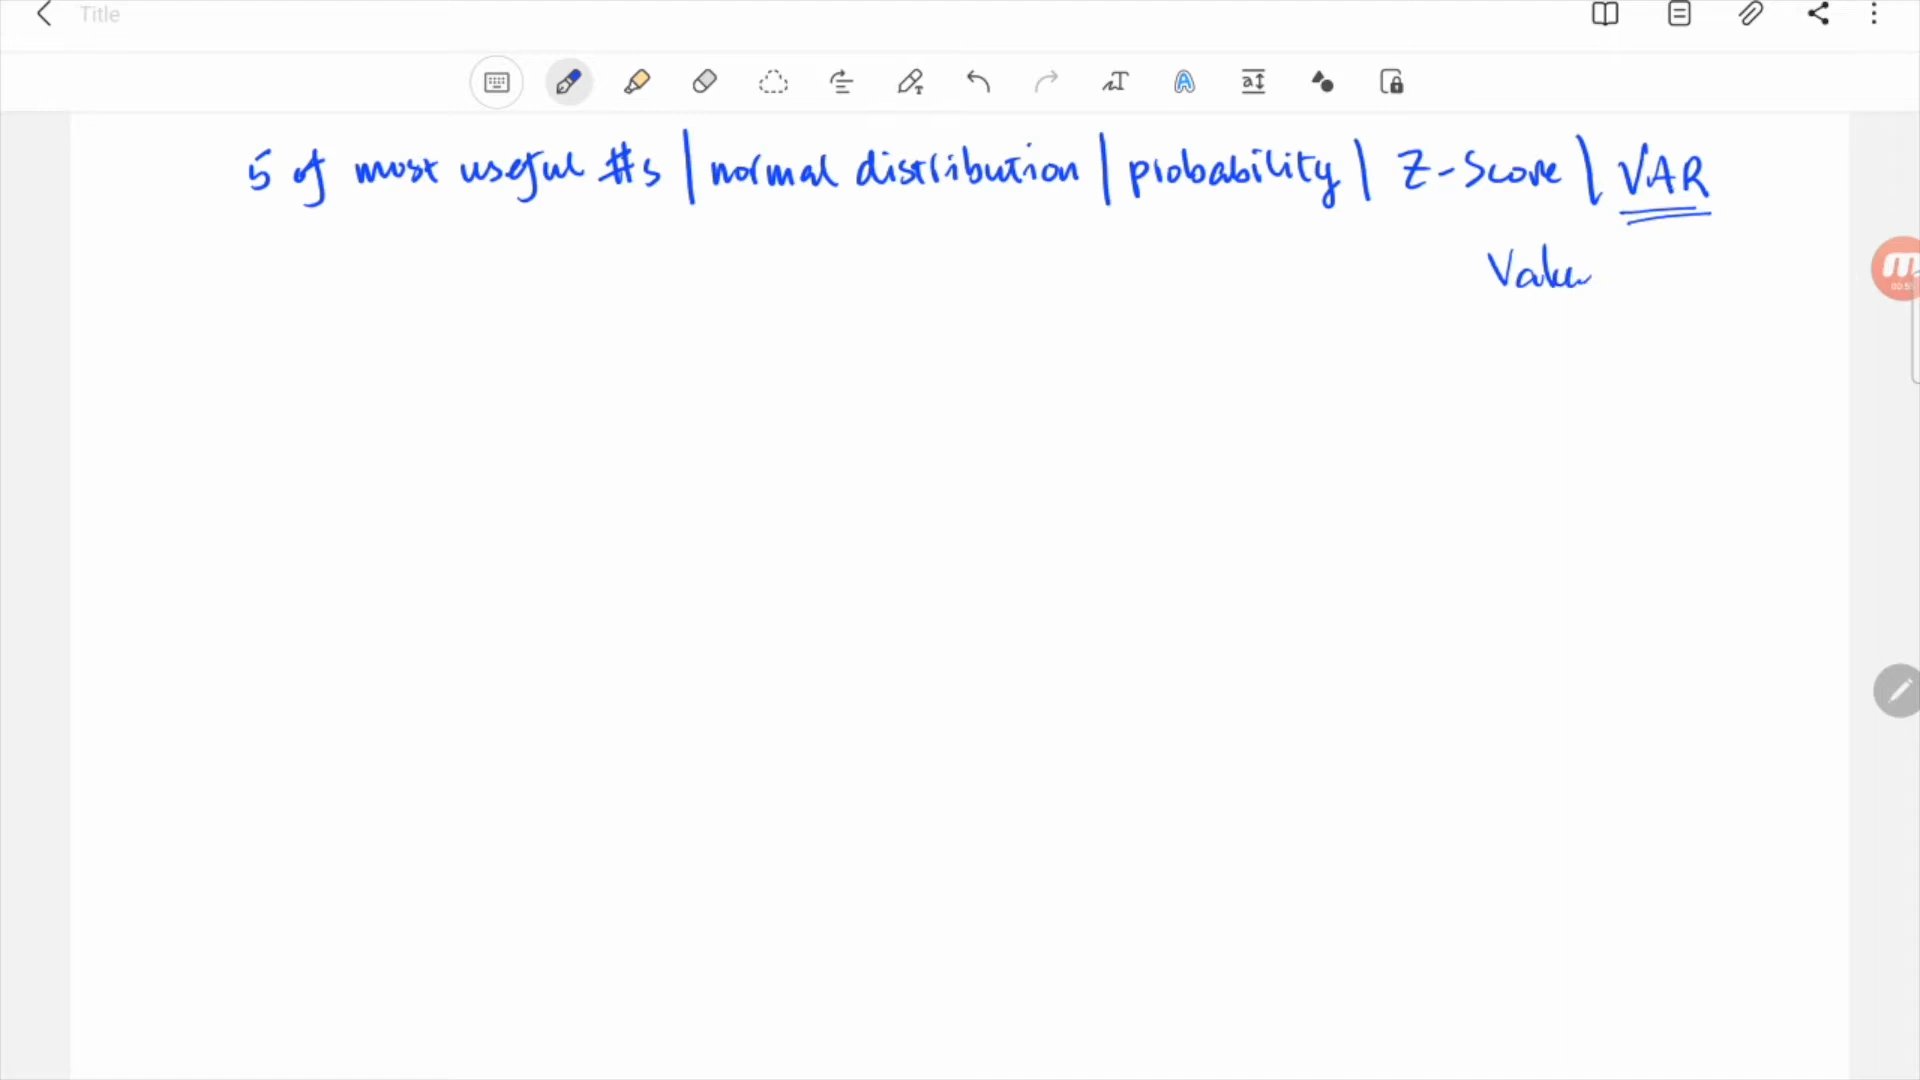 Title
5 of most useful #s | normal distribution | probability | Z-Score | VAR
Value